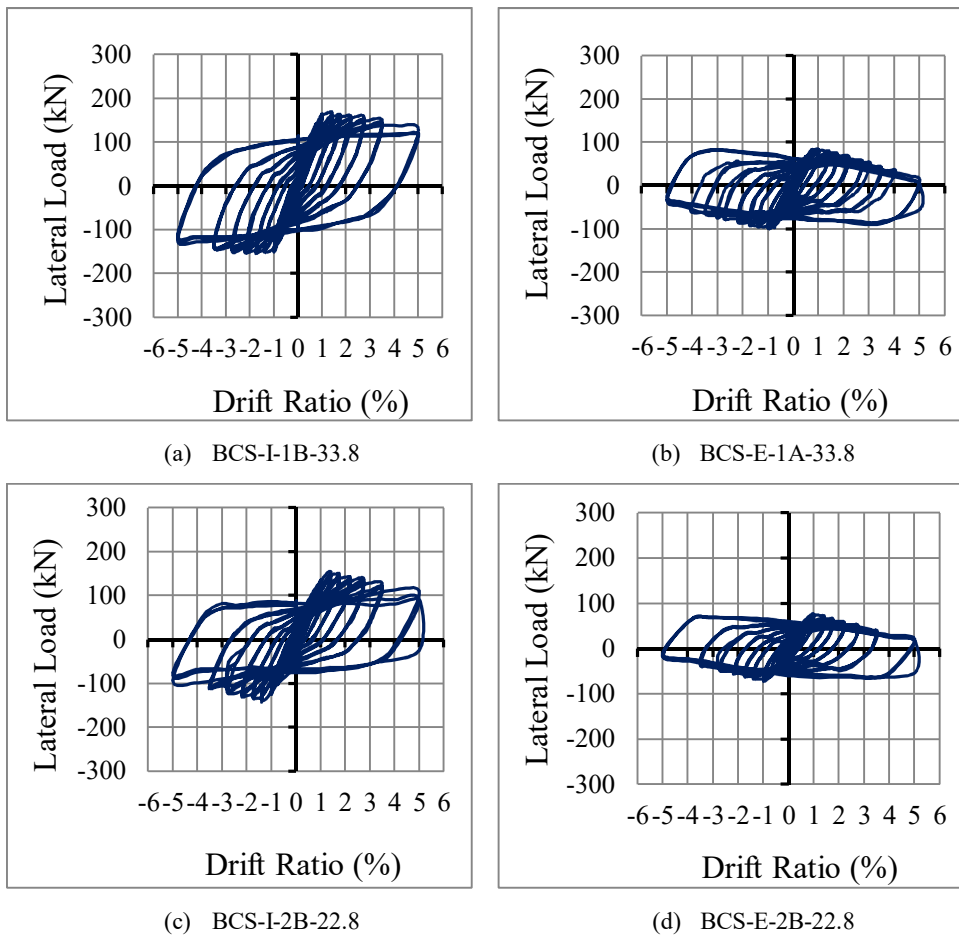 300
200
100
0
-100
-200
-300
Lateral Load (kN)
-6 -5 -4 -3 -2 -1 0 1 2 3 4 5 6
Drift Ratio (%)
(a) BCS-I-1B-33.8
300
200
100
0
-100
-200
-300
Lateral Load (kN)
-6 -5 -4 -3 -2 -1 0 1 2 3 4 5 6
Drift Ratio (%)
(b) BCS-E-1A-33.8
300
200
100
0
-100
-200
-300
Lateral Load (kN)
-6 -5 -4 -3 -2 -1 0 1 2 3 4 5 6
Drift Ratio (%)
(c) BCS-I-2B-22.8
300
200
100
0
-100
-200
-300
Lateral Load (kN)
-6 -5 -4 -3 -2 -1 0 1 2 3 4 5 6
Drift Ratio (%)
(d) BCS-E-2B-22.8